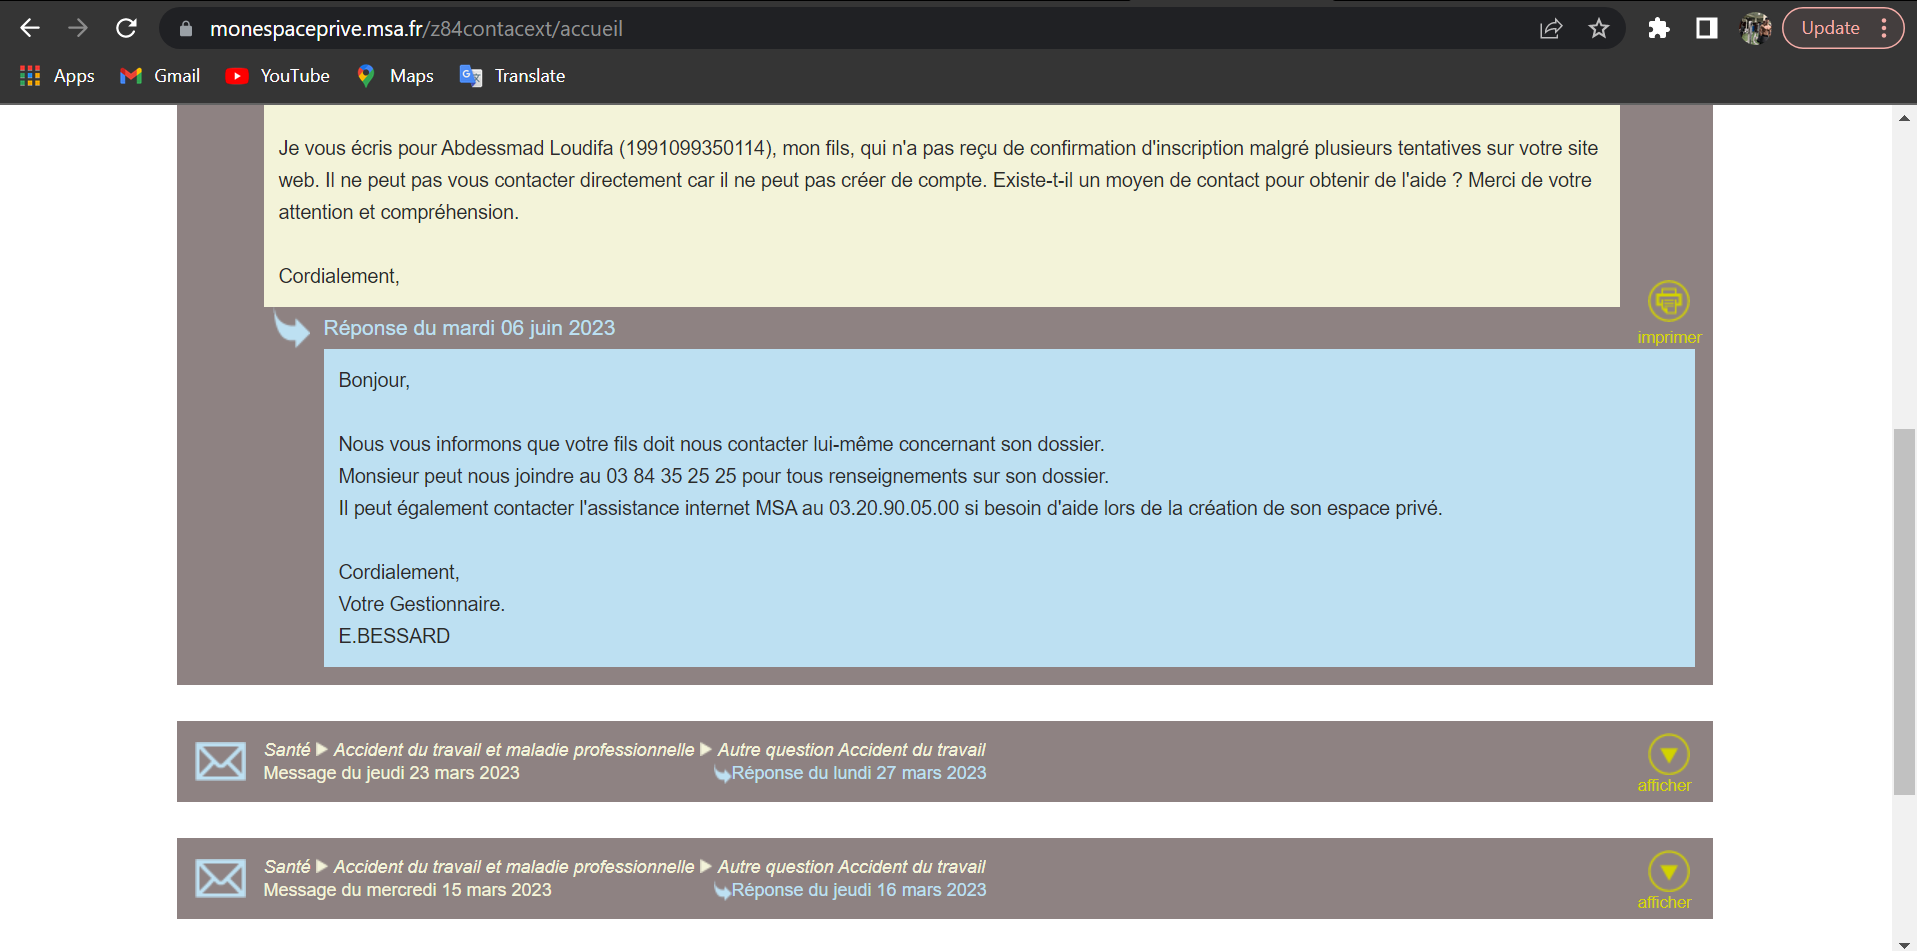 monespaceprive.msa.fr/z84contacext/accueil
Update
Apps
Gmail
YouTube
Maps
Translate
Je vous écris pour Abdessmad Loudifa (1991099350114), mon fils, qui n'a pas reçu de confirmation d'inscription malgré plusieurs tentatives sur votre site
web. Il ne peut pas vous contacter directement car il ne peut pas créer de compte. Existe-t-il un moyen de contact pour obtenir de l'aide ? Merci de votre
attention et compréhension.
Cordialement,
imprimer
Réponse du mardi 06 juin 2023
Bonjour,
Nous vous informons que votre fils doit nous contacter lui-même concernant son dossier.
Monsieur peut nous joindre au 03 84 35 25 25 pour tous renseignements sur son dossier.
Il peut également contacter l'assistance internet MSA au 03.20.90.05.00 si besoin d'aide lors de la création de son espace privé.
Cordialement,
Votre Gestionnaire.
E.BESSARD
Santé ▶ Accident du travail et maladie professionnelle ▶ Autre question Accident du travail
Message du jeudi 23 mars 2023 Réponse du lundi 27 mars 2023
afficher
Santé ▶ Accident du travail et maladie professionnelle ▶ Autre question Accident du travail
Message du mercredi 15 mars 2023 Réponse du jeudi 16 mars 2023
afficher